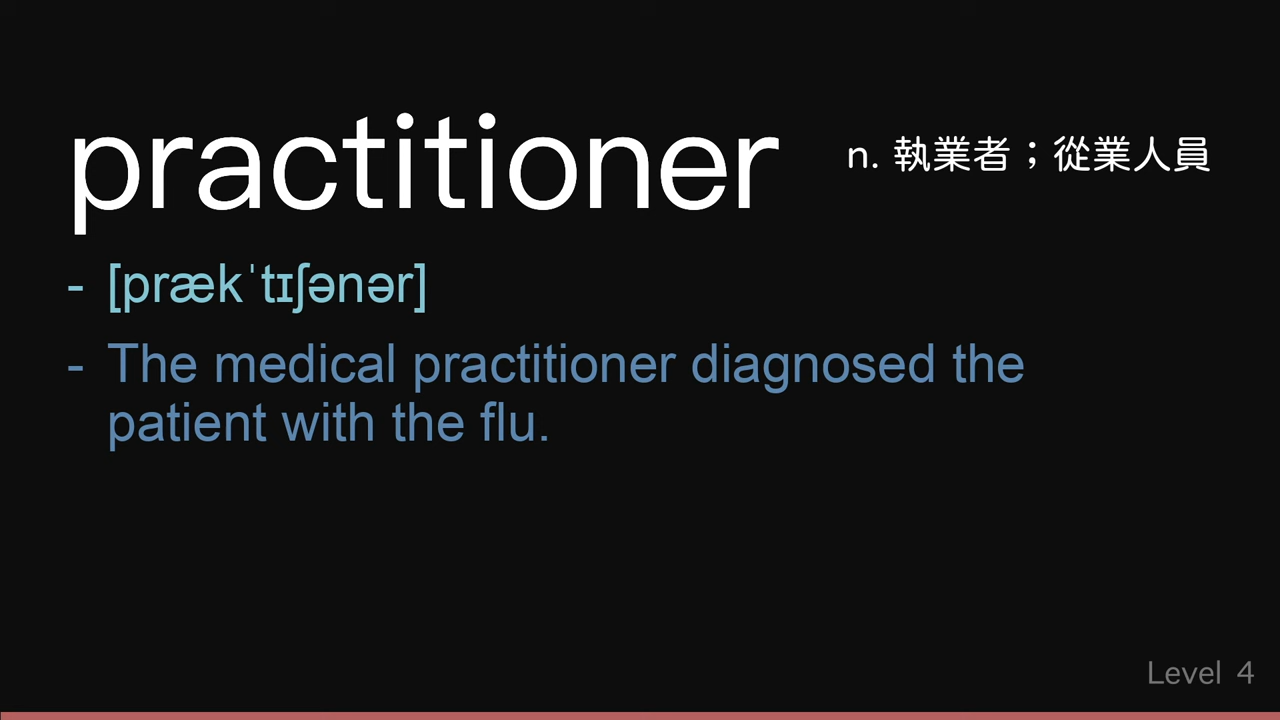 practitioner n. 執業者；從業人員
- [prækˈtɪʃənər]
- The medical practitioner diagnosed the
patient with the flu.
Level 4